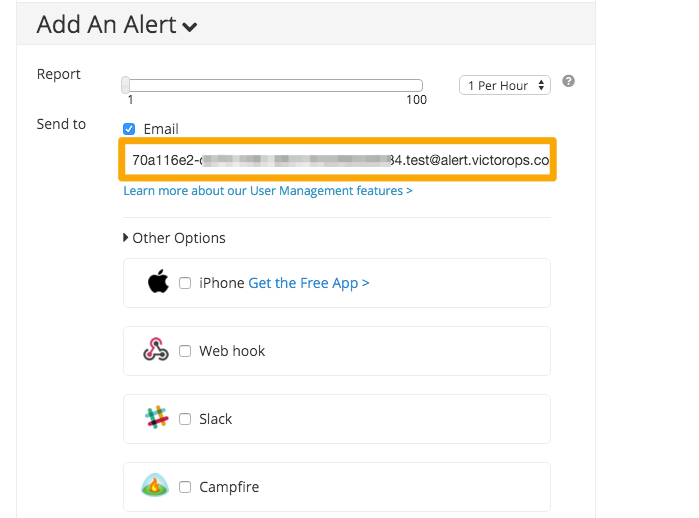 Add An Alert
Report
1 Per Hour
?
1 100
Send to
Email
70a116e2- 34.test@alert.victorops.co
Learn more about our User Management features >
Other Options
iPhone Get the Free App >
Web hook
Slack
Campfire